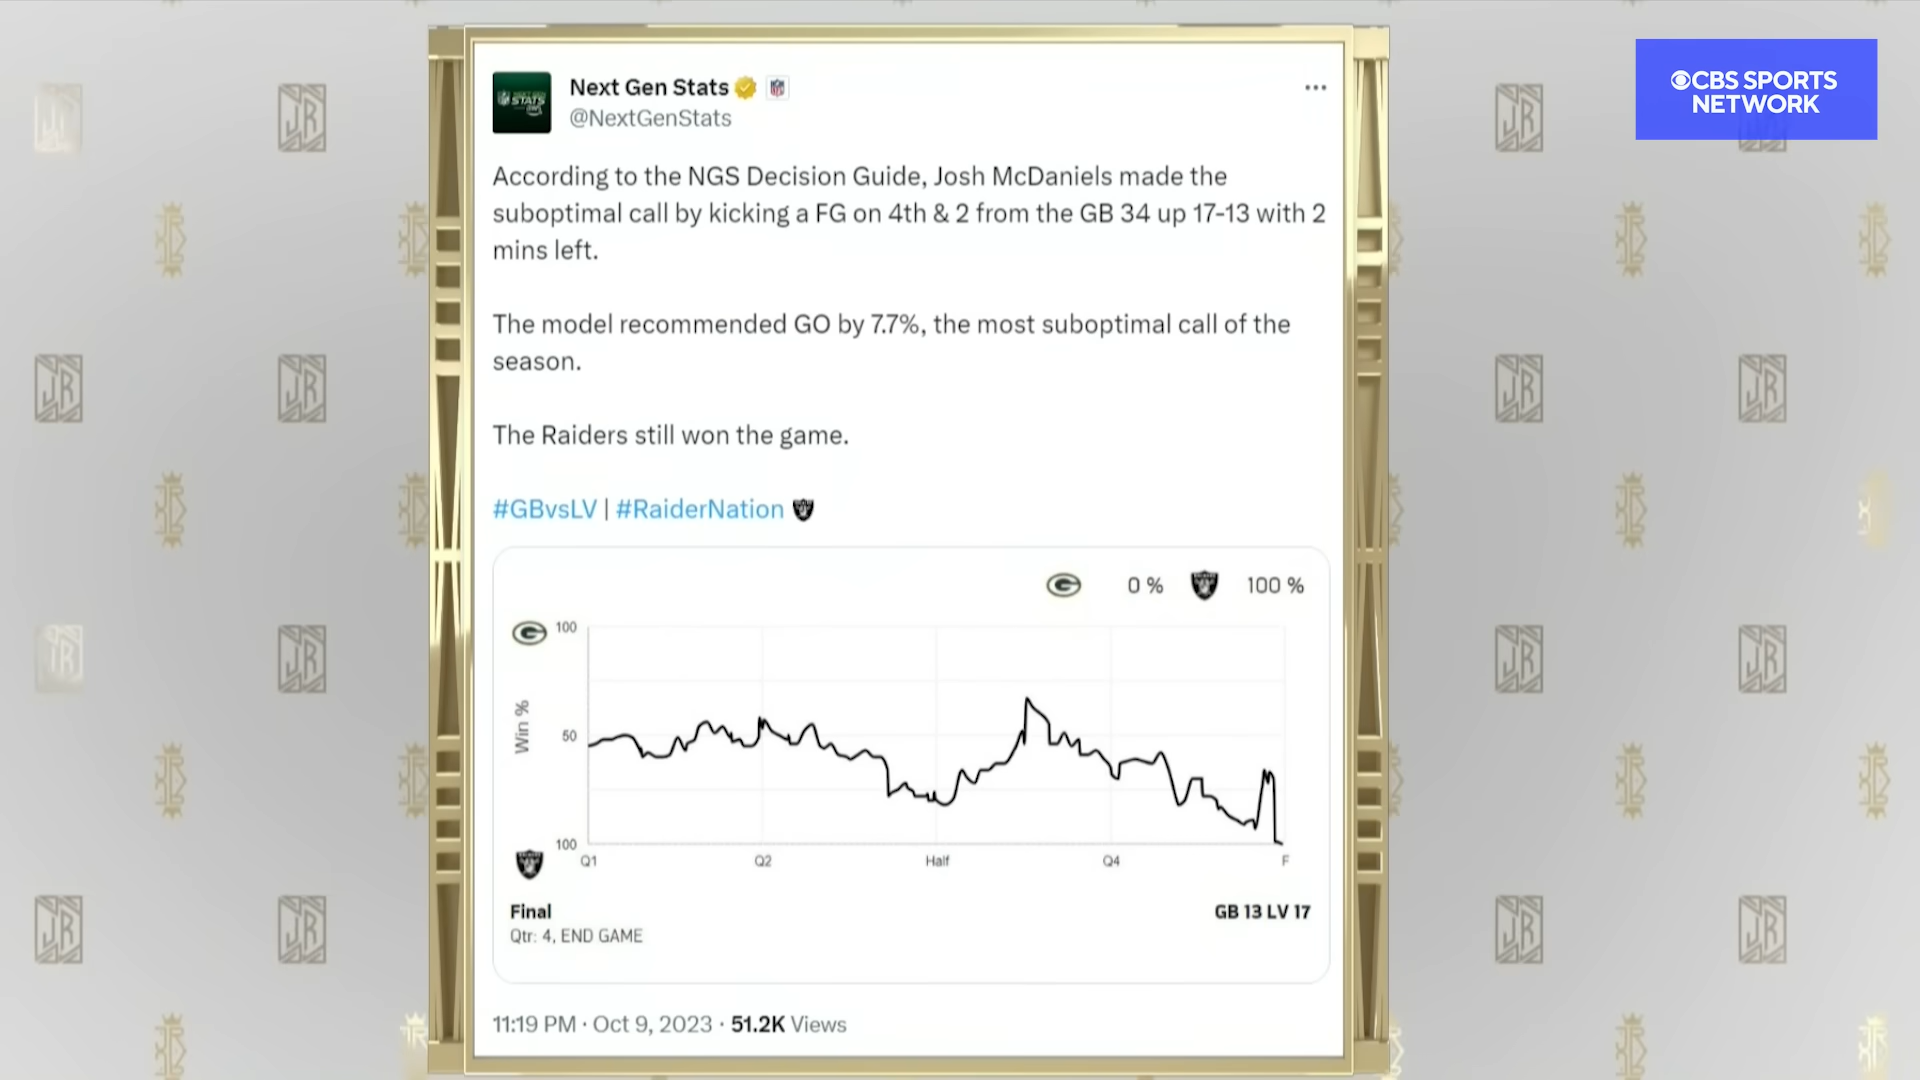 CBS SPORTS
NETWORK
Next Gen Stats
@NextGenStats
According to the NGS Decision Guide, Josh McDaniels made the
suboptimal call by kicking a FG on 4th & 2 from the GB 34 up 17-13 with 2
mins left.
The model recommended GO by 7.7%, the most suboptimal call of the
season.
The Raiders still won the game.
#GBvsLV | #RaiderNation
0 % 100 %
100
Win %
50
100
Q1 Q2 Half Q4 F
Final GB 13 LV 17
Qtr: 4, END GAME
11:19 PM · Oct 9, 2023 · 51.2K Views